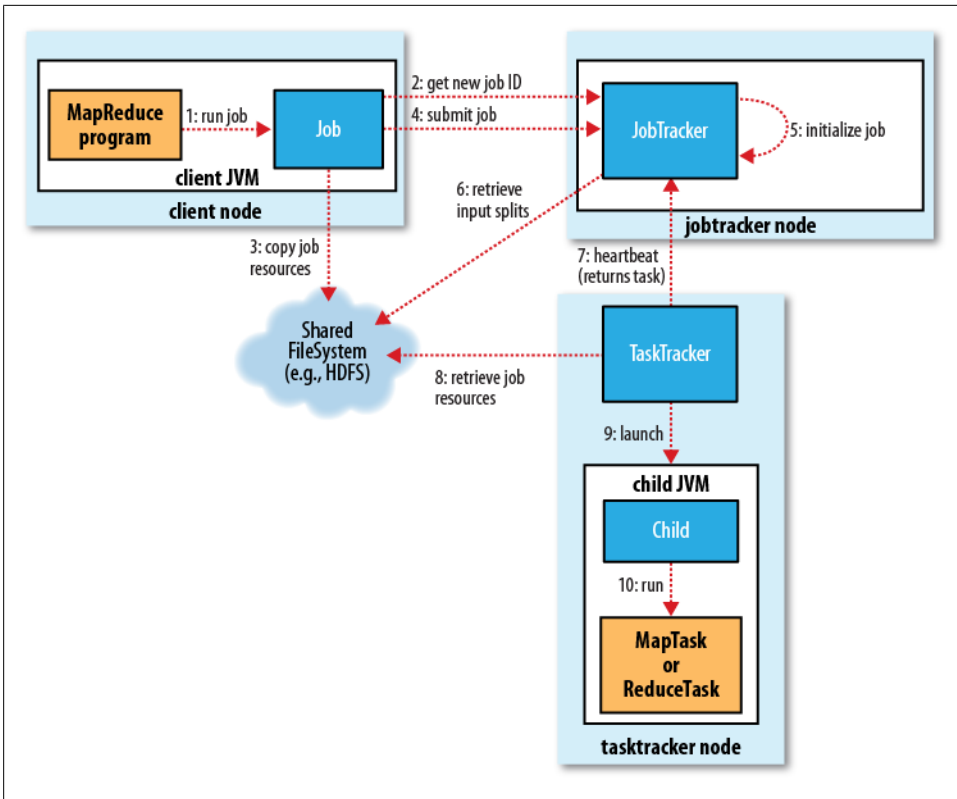 MapReduce
program
1: run job
Job
client JVM
client node
2: get new job ID
4: submit job
JobTracker
5: initialize job
jobtracker node
3: copy job
resources
6: retrieve
input splits
7: heartbeat
(returns task)
Shared
FileSystem
(e.g., HDFS)
8: retrieve job
resources
TaskTracker
9: launch
child JVM
Child
10: run
MapTask
or
ReduceTask
tasktracker node